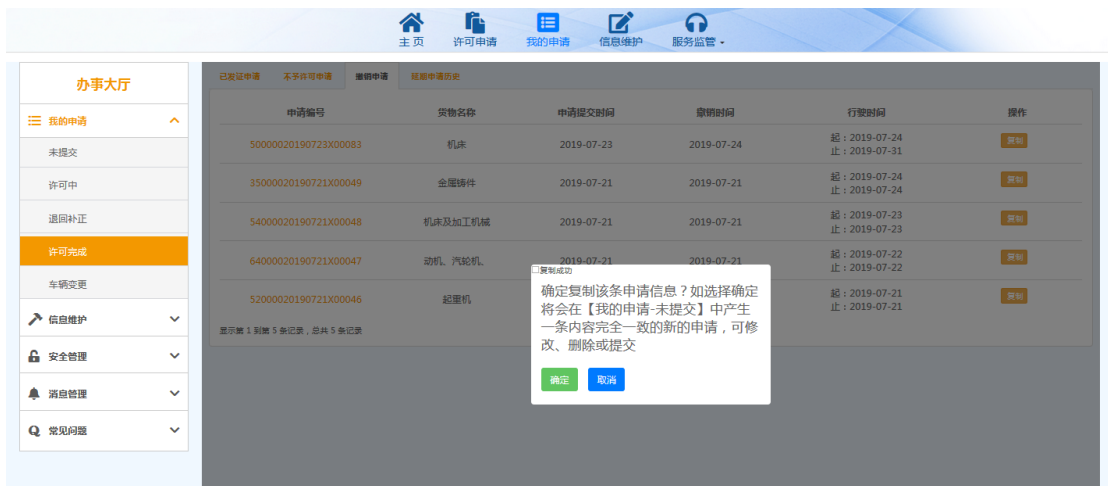 主页 许可申请 我的申请 信息维护 服务监管
办事大厅
我的申请
未提交
许可中
退回补正
许可完成
车辆变更
信息维护
安全管理
消息管理
常见问题
已发证申请 不予许可申请 撤销申请 延期申请历史
申请编号 货物名称 申请提交时间 撤销时间 行驶时间 操作
50000020190723X00083 机床 2019-07-23 2019-07-24 起：2019-07-24 复制
止：2019-07-31
35000020190721X00049 金属铸件 2019-07-21 2019-07-21 起：2019-07-24 复制
止：2019-07-24
54000020190721X00048 机床及加工机械 2019-07-21 2019-07-21 起：2019-07-23 复制
止：2019-07-23
64000020190721X00047 动机、汽轮机、 2019-07-21 2019-07-21 起：2019-07-22 复制
止：2019-07-22
52000020190721X00046 起重机 起：2019-07-21 复制
止：2019-07-21
显示第 1 到第 5 条记录，总共 5 条记录
复制成功
确定复制该条申请信息？如选择确定
将会在【我的申请-未提交】中产生
一条内容完全一致的新的申请，可修
改、删除或提交
确定 取消